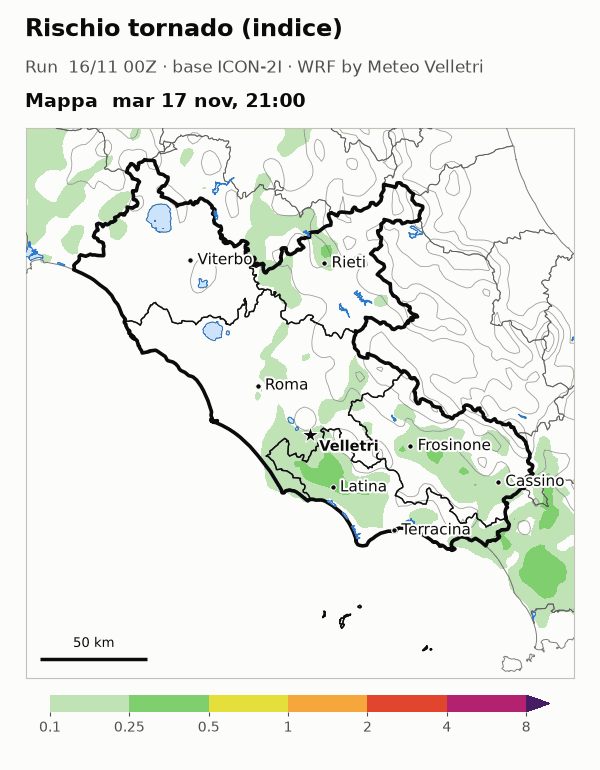 Rischio tornado (indice)
Run  16/11 00Z · base ICON-2I · WRF by Meteo Velletri
Mappa  mar 17 nov, 21:00
Viterbo
Rieti
Roma
Velletri
Frosinone
Latina
Cassino
Terracina
50 km
0.1 0.25 0.5 1 2 4 8